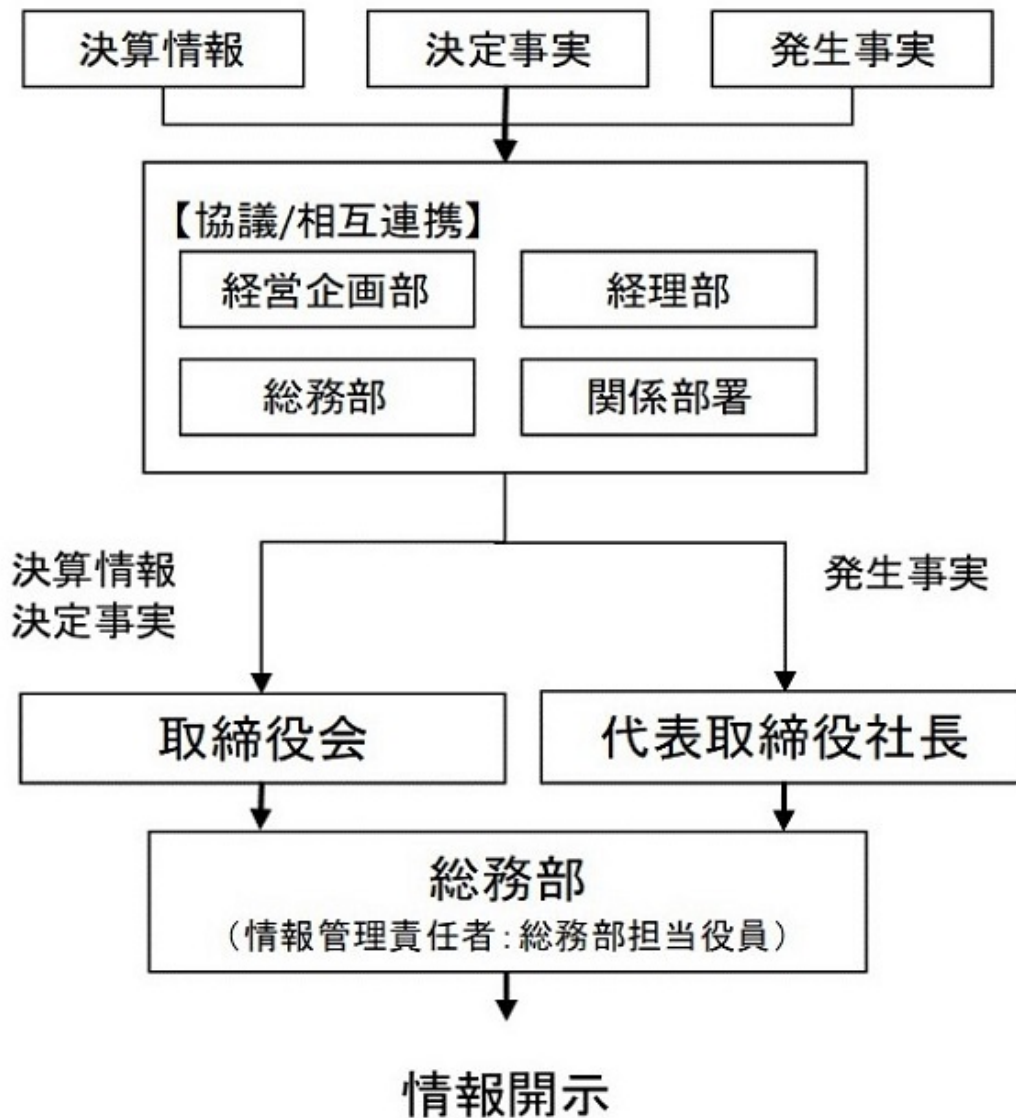 決算情報
決定事実
発生事実
【協議/相互連携】
経営企画部
経理部
総務部
関係部署
決算情報
決定事実
発生事実
取締役会
代表取締役社長
総務部
（情報管理責任者：総務部担当役員）
情報開示